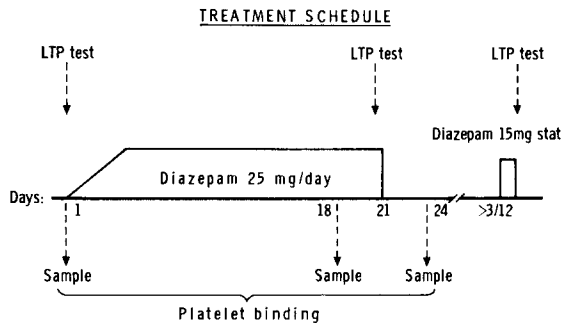 TREATMENT SCHEDULE
LTP test LTP test LTP test
Diazepam 15mg stat
Diazepam 25 mg/day
Days: 1 18 21 24 >3/12
Sample Sample Sample
Platelet binding